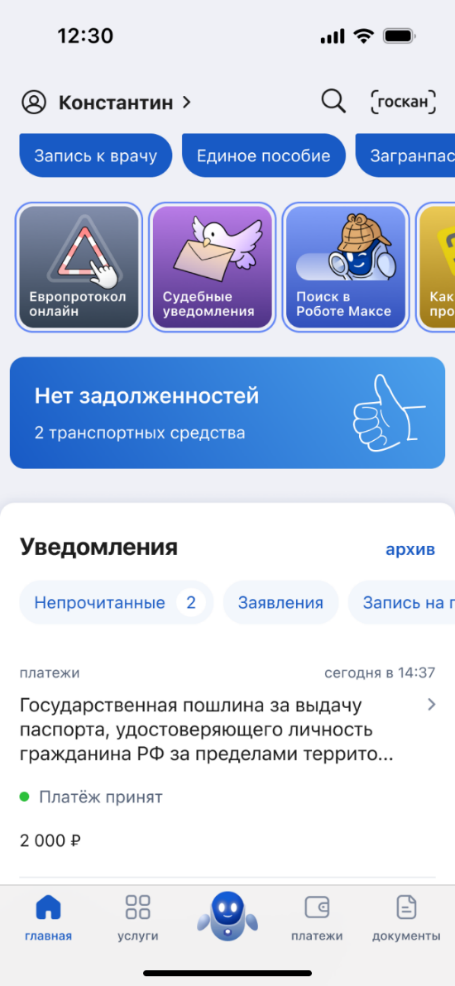 12:30
Константин
госкан
Запись к врачу
Единое пособие
Загранпас
Европротокол
онлайн
Судебные
уведомления
Поиск в
Роботе Максе
Как
про
Нет задолженностей
2 транспортных средства
Уведомления
архив
Непрочитанные 2
Заявления
Запись на
платежи
сегодня в 14:37
Государственная пошлина за выдачу
паспорта, удостоверяющего личность
гражданина РФ за пределами террито...
Платёж принят
2 000 ₽
главная
услуги
платежи
документы